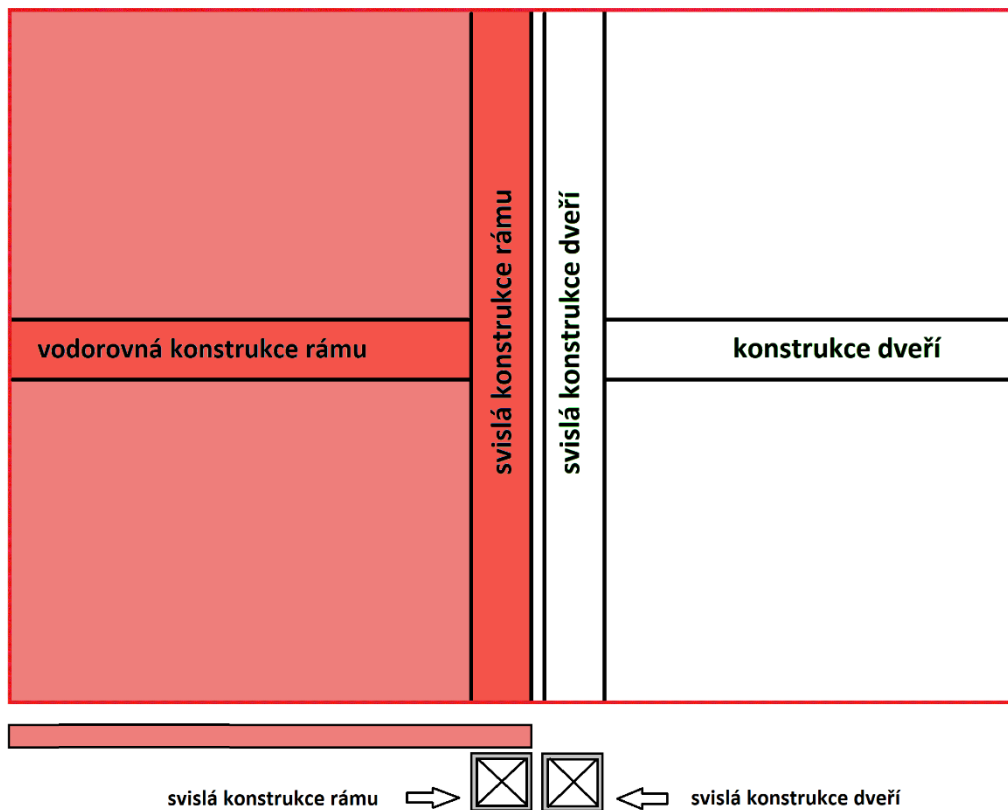 vodorovná konstrukce rámu
svislá konstrukce rámu
svislá konstrukce dveří
konstrukce dveří
svislá konstrukce rámu
svislá konstrukce dveří